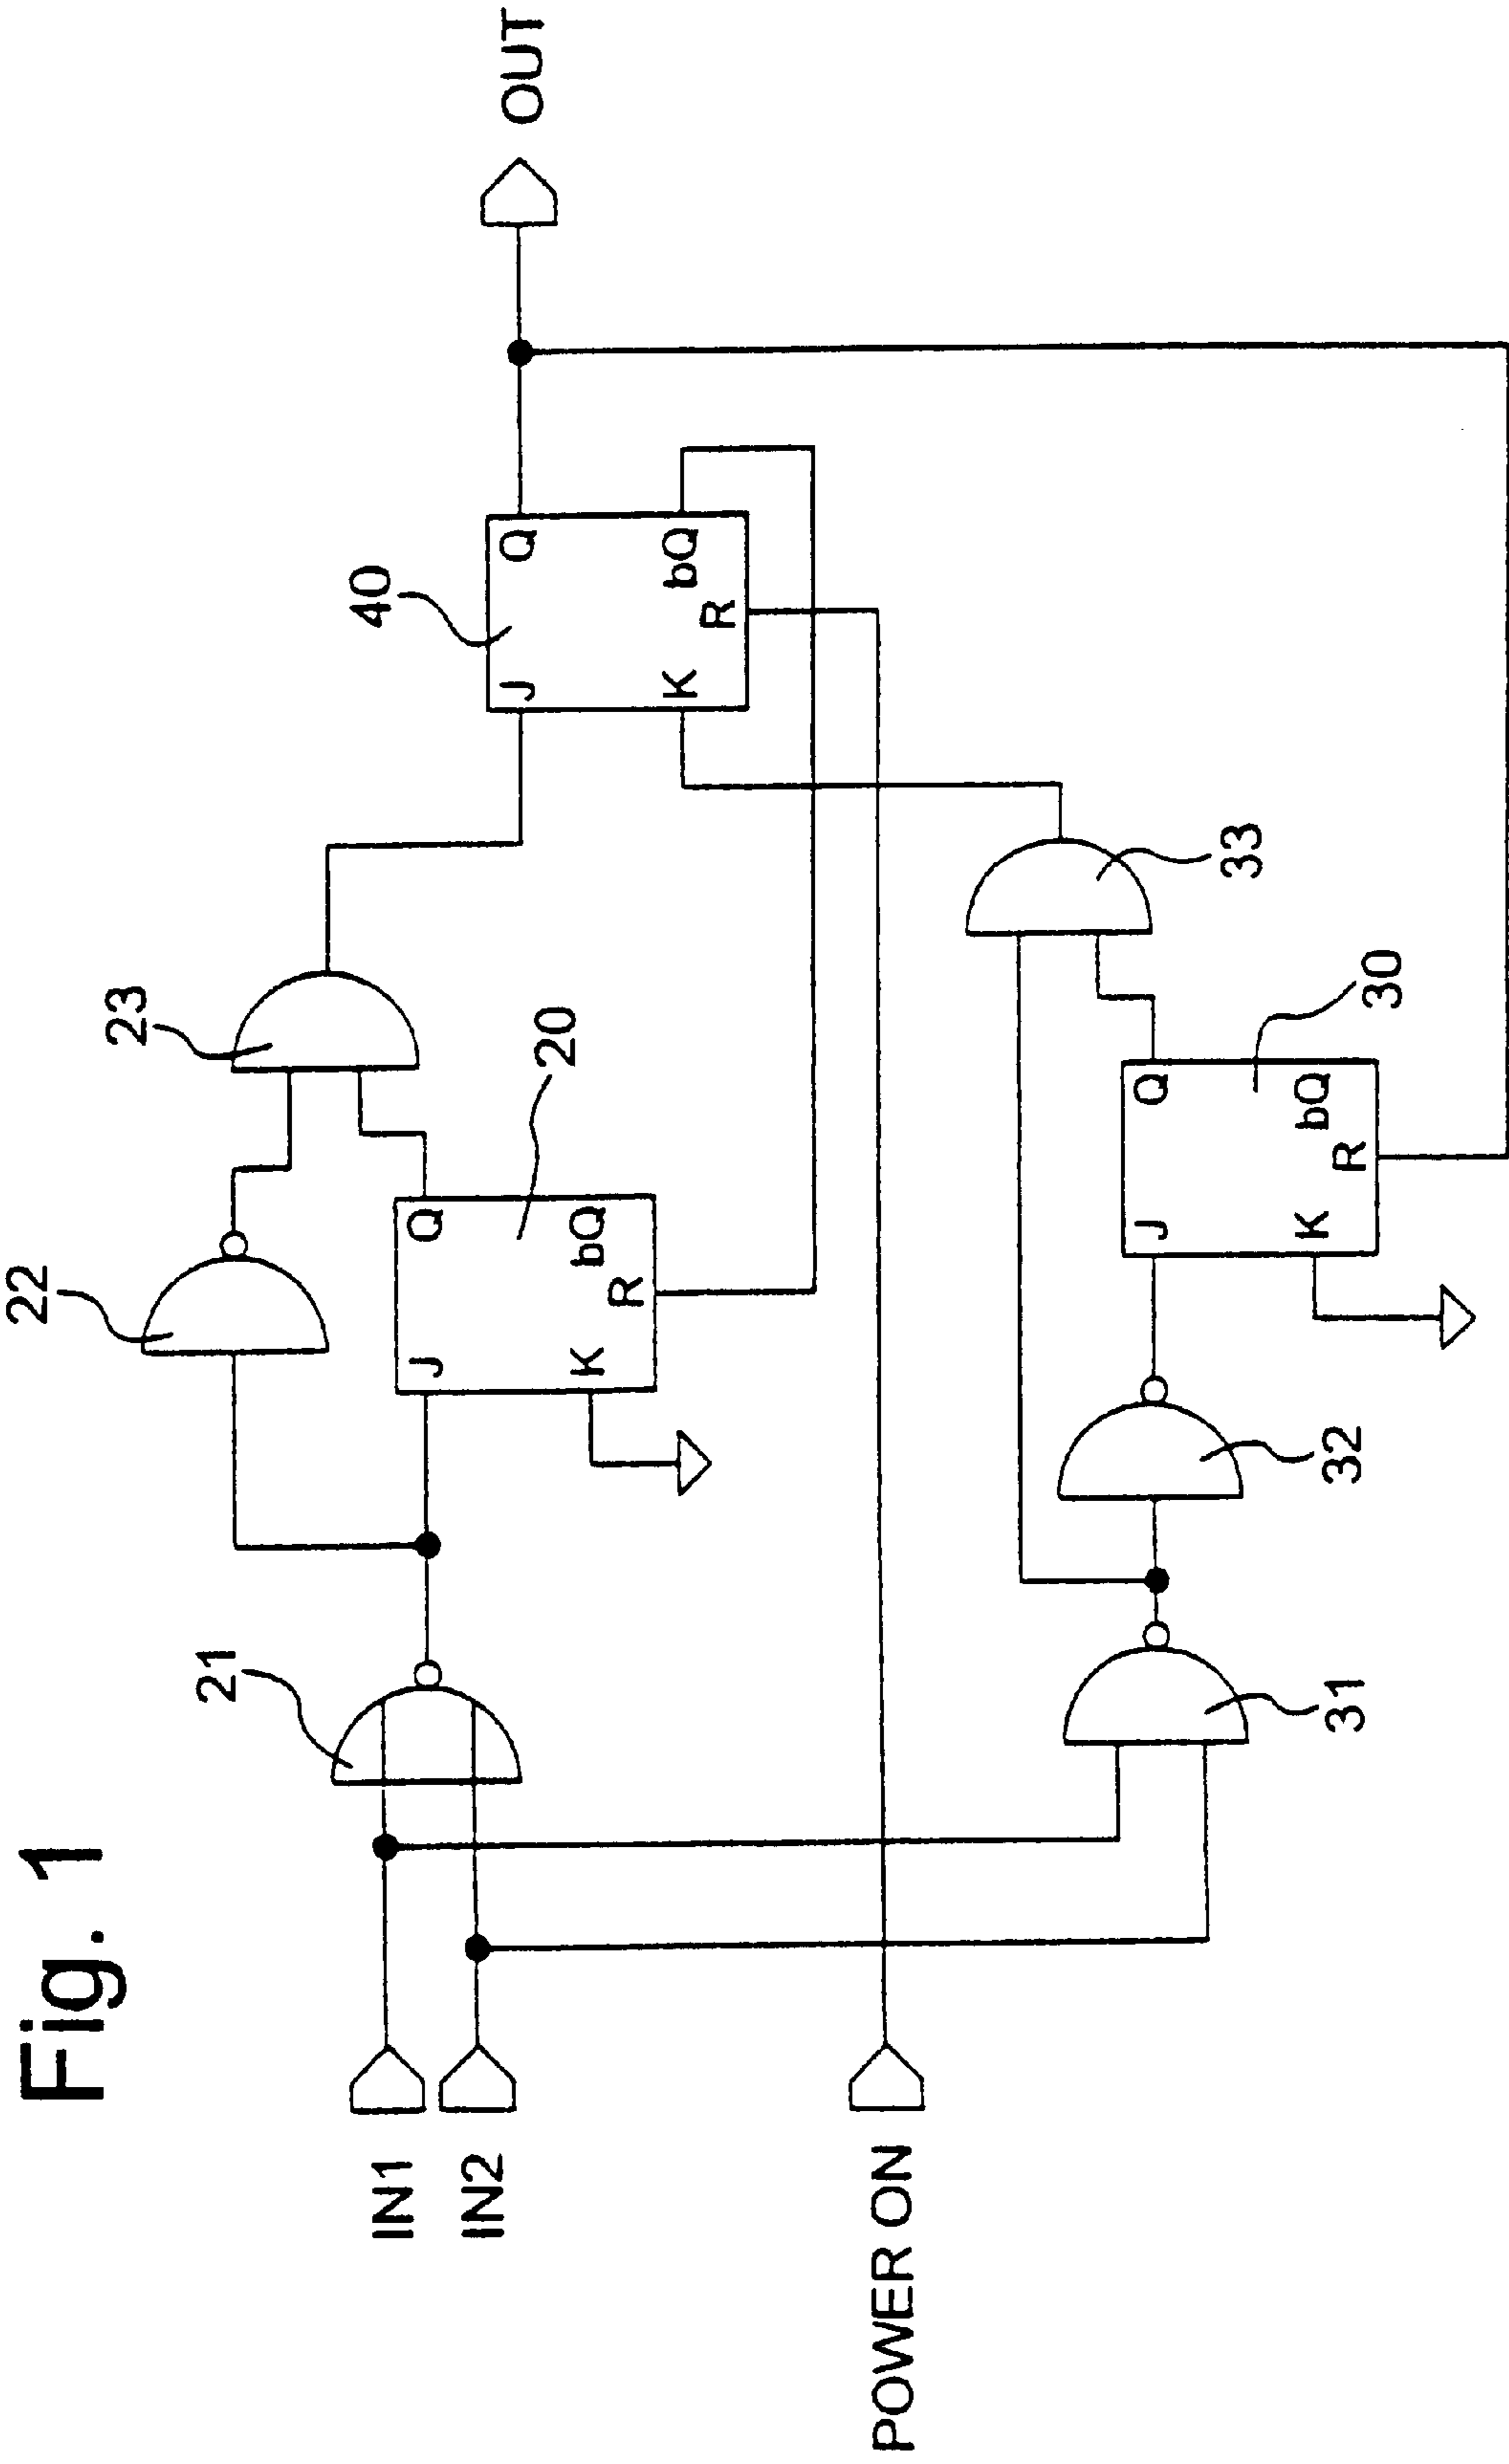 Fig. 1
IN1
IN2
POWER ON
21
22
23
J
Q
K
bQ
R
20
31
32
J
Q
K
bQ
R
30
33
40
J
Q
K
bQ
R
OUT